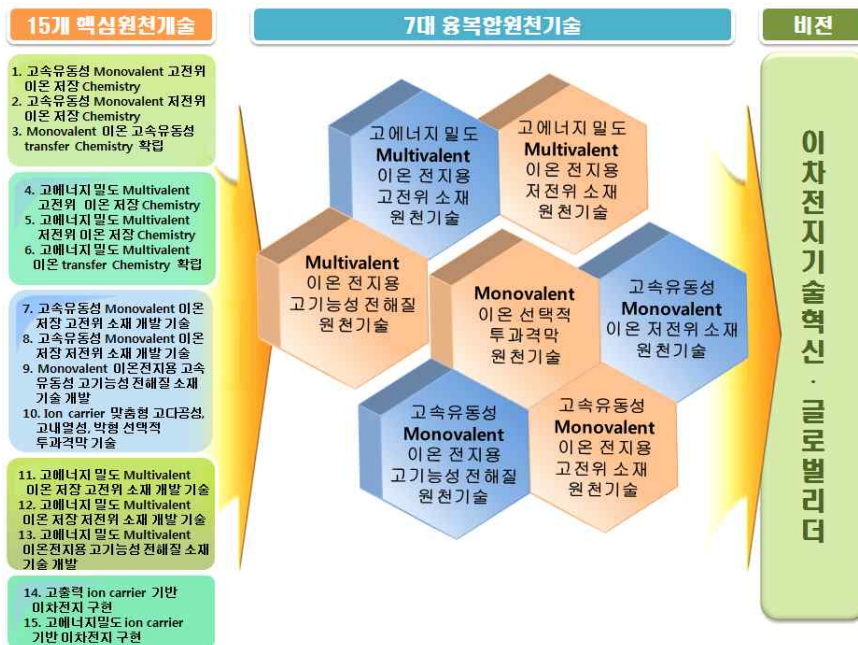 15개 핵심원천개술
7대 융복합원천기술
비전
1. 고속유동성 Monovalent 고전위
이온 저장 Chemistry
2. 고속유동성 Monovalent 저전위
이온 저장 Chemistry
3. Monovalent 이온 고속유동성
transfer Chemistry 확립
4. 고에너지 밀도 Multivalent
고전위 이온 저장 Chemistry
5. 고에너지 밀도 Multivalent
저전위 이온 저장 Chemistry
6. 고에너지 밀도 Multivalent
이온 transfer Chemistry 확립
7. 고속유동성 Monovalent 이온
저장 고전위 소재 개발 기술
8. 고속유동성 Monovalent 이온
저장 저전위 소재 개발 기술
9. Monovalent 이온전지용 고속
유동성 고기능성 전해질 소재
기술 개발
10. Ion carrier 맞춤형 고다공성,
고내열성, 박형 선택적
투과격막 기술
11. 고에너지 밀도 Multivalent
이온 저장 고전위 소재 개발 기술
12. 고에너지 밀도 Multivalent
이온 저장 저전위 소재 개발 기술
13. 고에너지 밀도 Multivalent
이온전지용 고기능성 전해질 소재
기술 개발
14. 고출력 ion carrier 기반
이차전지 구현
15. 고에너지밀도 ion carrier
기반 이차전지 구현
고에너지 밀도
Multivalent
이온 전지용
고전위 소재
원천기술
고에너지 밀도
Multivalent
이온 전지용
저전위 소재
원천기술
Multivalent
이온 전지용
고기능성 전해질
원천기술
Monovalent
이온 선택적
투과격막
원천기술
고속유동성
Monovalent
이온 저전위 소재
원천기술
고속유동성
Monovalent
이온 전지용
고기능성 전해질
원천기술
고속유동성
Monovalent
이온 전지용
고전위 소재
원천기술
이차전지기술혁신 · 글로벌리더